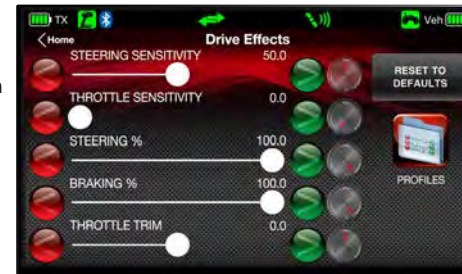 TX Veh
Home Drive Effects
STEERING SENSITIVITY 50.0
RESET TO
DEFAULTS
THROTTLE SENSITIVITY 0.0
STEERING % 100.0
PROFILES
BRAKING % 100.0
THROTTLE TRIM 0.0